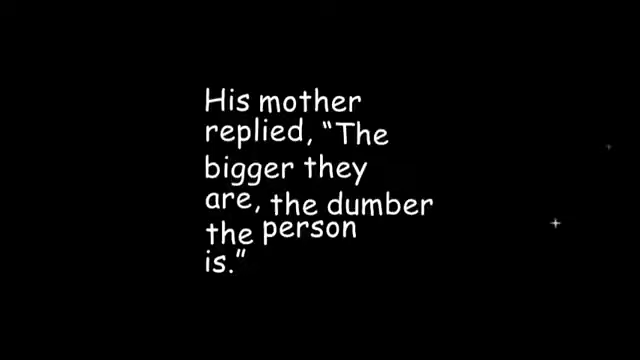 His mother
replied, “The
bigger they
are, the dumber
the person
is.”